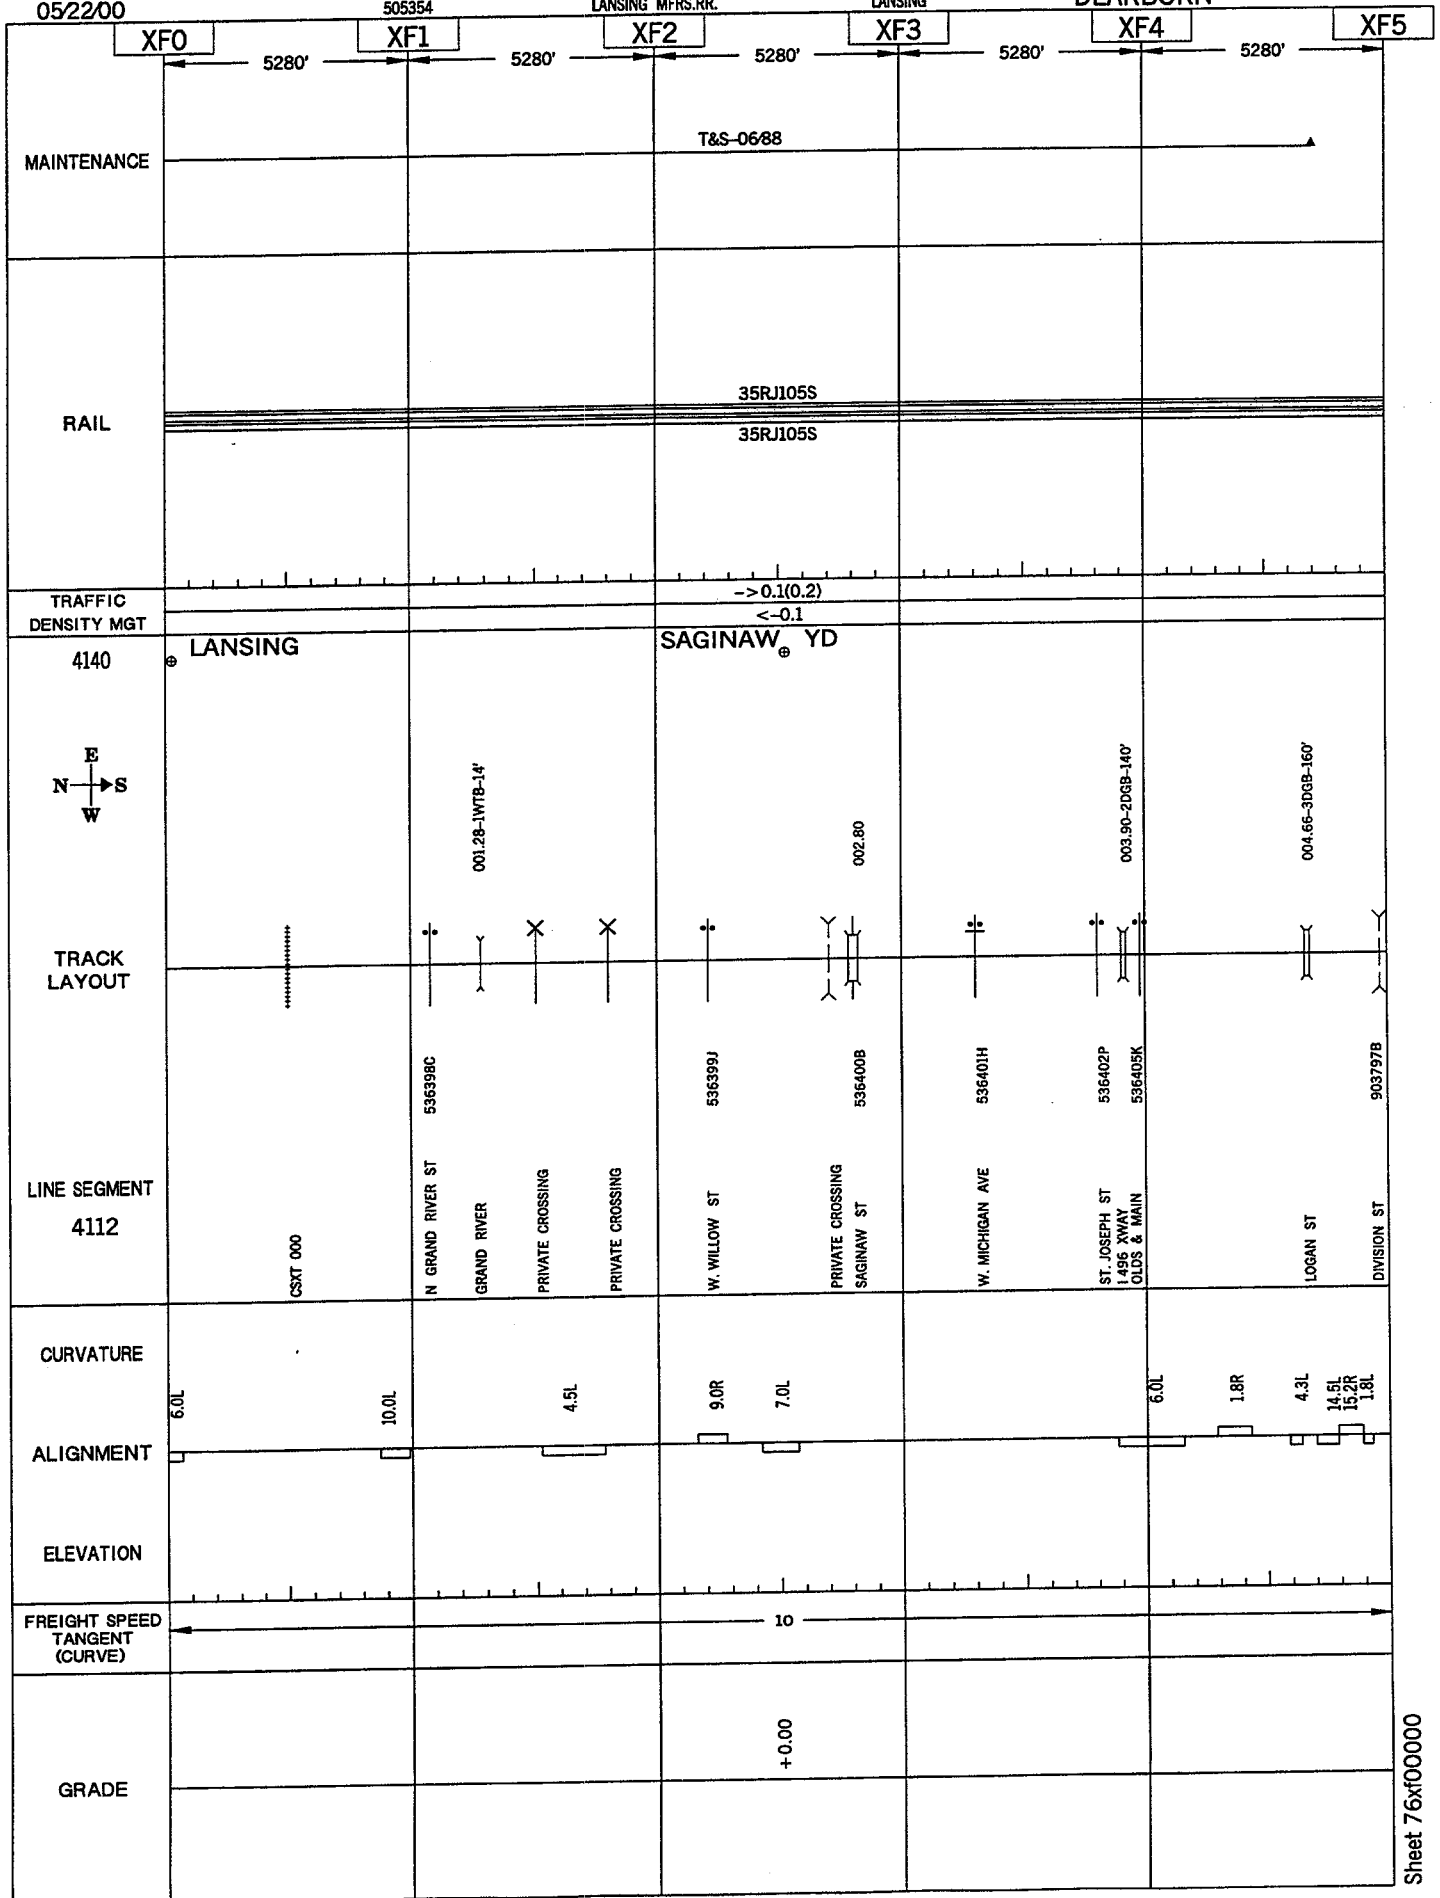 05/22/00
505354
LANSING MFRS.RR.
LANSING
DEARBORN
XF0 XF1 XF2 XF3 XF4 XF5
5280' 5280' 5280' 5280' 5280'
MAINTENANCE
T&S-06/88
RAIL
35RJ105S
35RJ105S
TRAFFIC
DENSITY MGT
->0.1(0.2)
<-0.1
4140
LANSING
SAGINAW YD
E
N S
W
001.28-1WTB-14'
002.80
003.90-2DGB-140'
004.66-3DGB-160'
TRACK
LAYOUT
536398C
536399J
536400B
536401H
536402P
536405K
903797B
LINE SEGMENT
4112
CSXT 000
N GRAND RIVER ST
GRAND RIVER
PRIVATE CROSSING
PRIVATE CROSSING
W. WILLOW ST
PRIVATE CROSSING
SAGINAW ST
W. MICHIGAN AVE
ST. JOSEPH ST
I 496 XWAY
OLDS & MAIN
LOGAN ST
DIVISION ST
CURVATURE
6.0L
10.0L
4.5L
9.0R
7.0L
6.0L
1.8R
4.3L
14.5L
15.2R
1.8L
ALIGNMENT
ELEVATION
FREIGHT SPEED
TANGENT
(CURVE)
10
GRADE
+0.00
Sheet 76xf00000